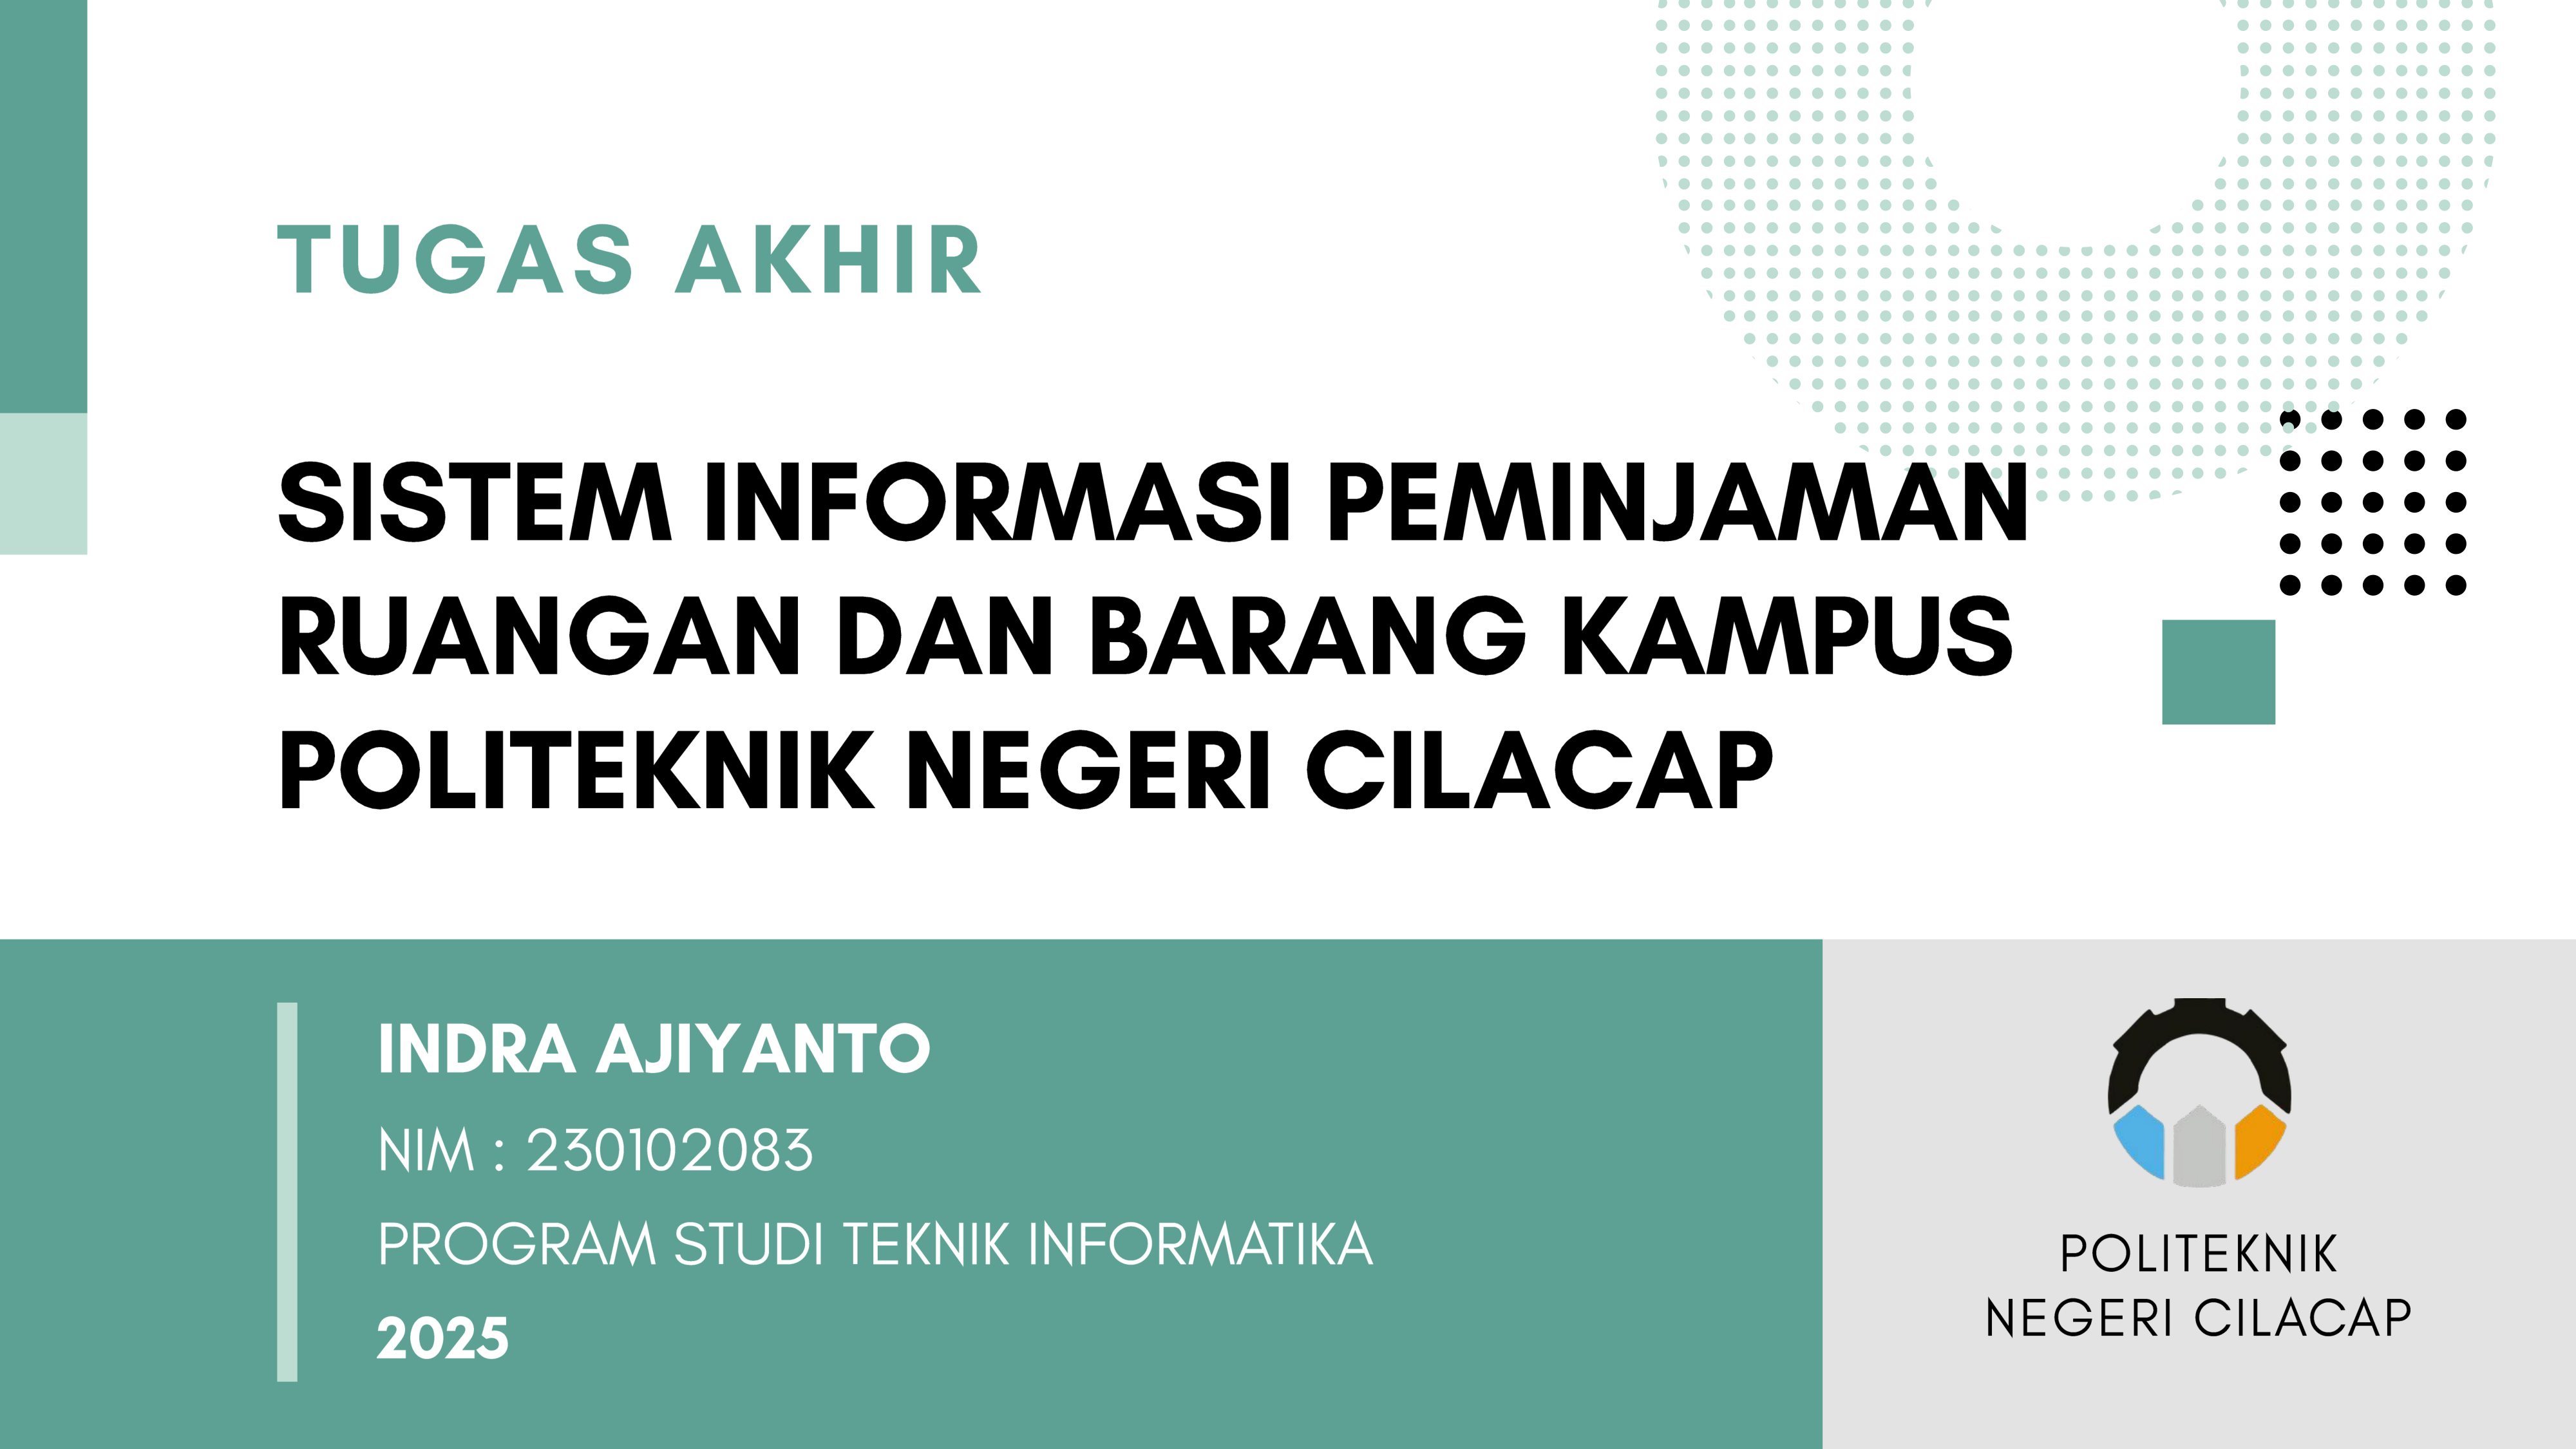 TUGAS AKHIR
SISTEM INFORMASI PEMINJAMAN
RUANGAN DAN BARANG KAMPUS
POLITEKNIK NEGERI CILACAP
INDRA AJIYANTO
NIM : 230102083
PROGRAM STUDI TEKNIK INFORMATIKA
2025
POLITEKNIK
NEGERI CILACAP